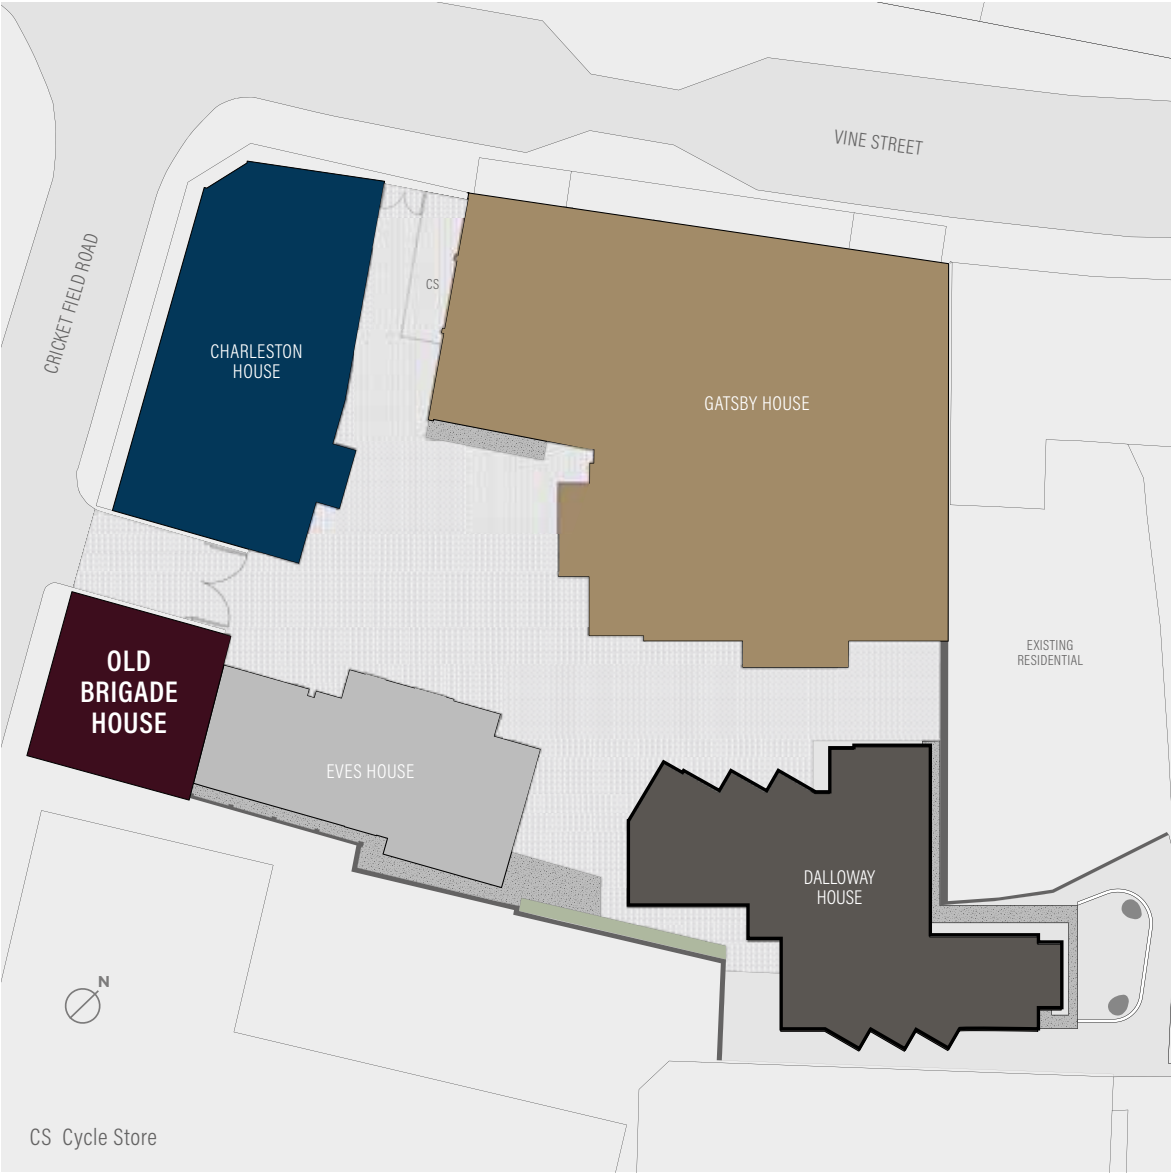 VINE STREET
CRICKET FIELD ROAD
CS
CHARLESTON
HOUSE
GATSBY HOUSE
OLD
BRIGADE
HOUSE
EXISTING
RESIDENTIAL
EVES HOUSE
DALLOWAY
HOUSE
N
CS Cycle Store